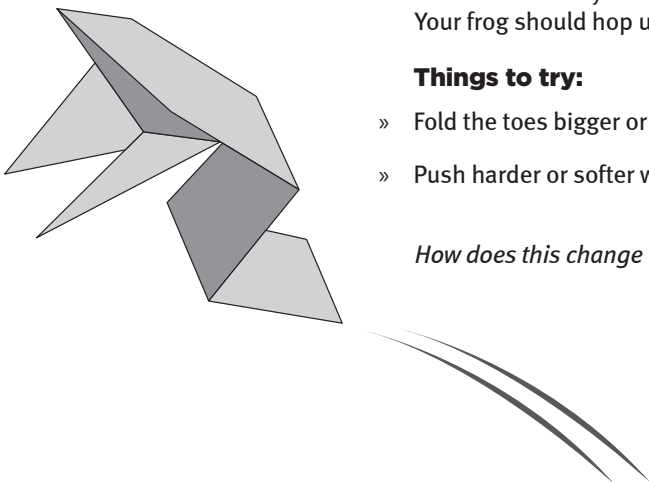 Your frog should hop u
Things to try:
» Fold the toes bigger or
» Push harder or softer w
How does this change